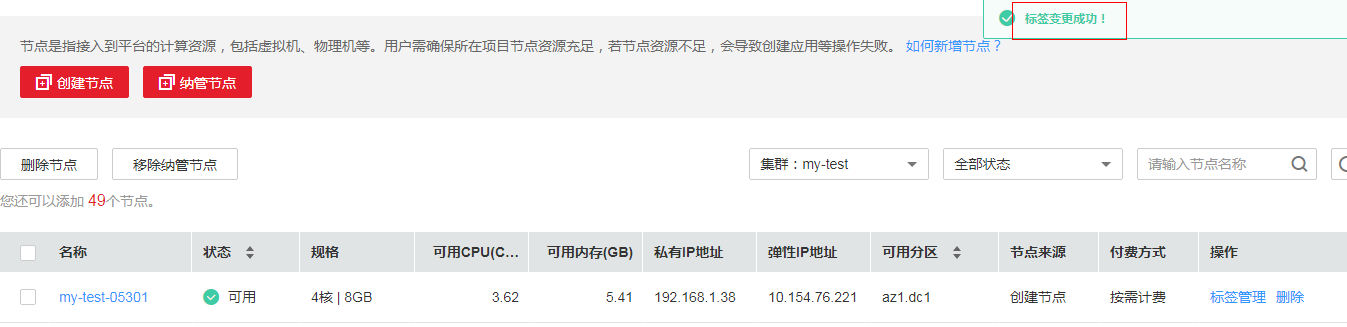 标签变更成功！
节点是指接入到平台的计算资源，包括虚拟机、物理机等。用户需确保所在项目节点资源充足，若节点资源不足，会导致创建应用等操作失败。 如何新增节点？
创建节点 纳管节点
删除节点 移除纳管节点 集群：my-test 全部状态 请输入节点名称
您还可以添加 49个节点。
名称 状态 规格 可用CPU(C... 可用内存(GB) 私有IP地址 弹性IP地址 可用分区 节点来源 付费方式 操作
my-test-05301 可用 4核 | 8GB 3.62 5.41 192.168.1.38 10.154.76.221 az1.dc1 创建节点 按需计费 标签管理 删除